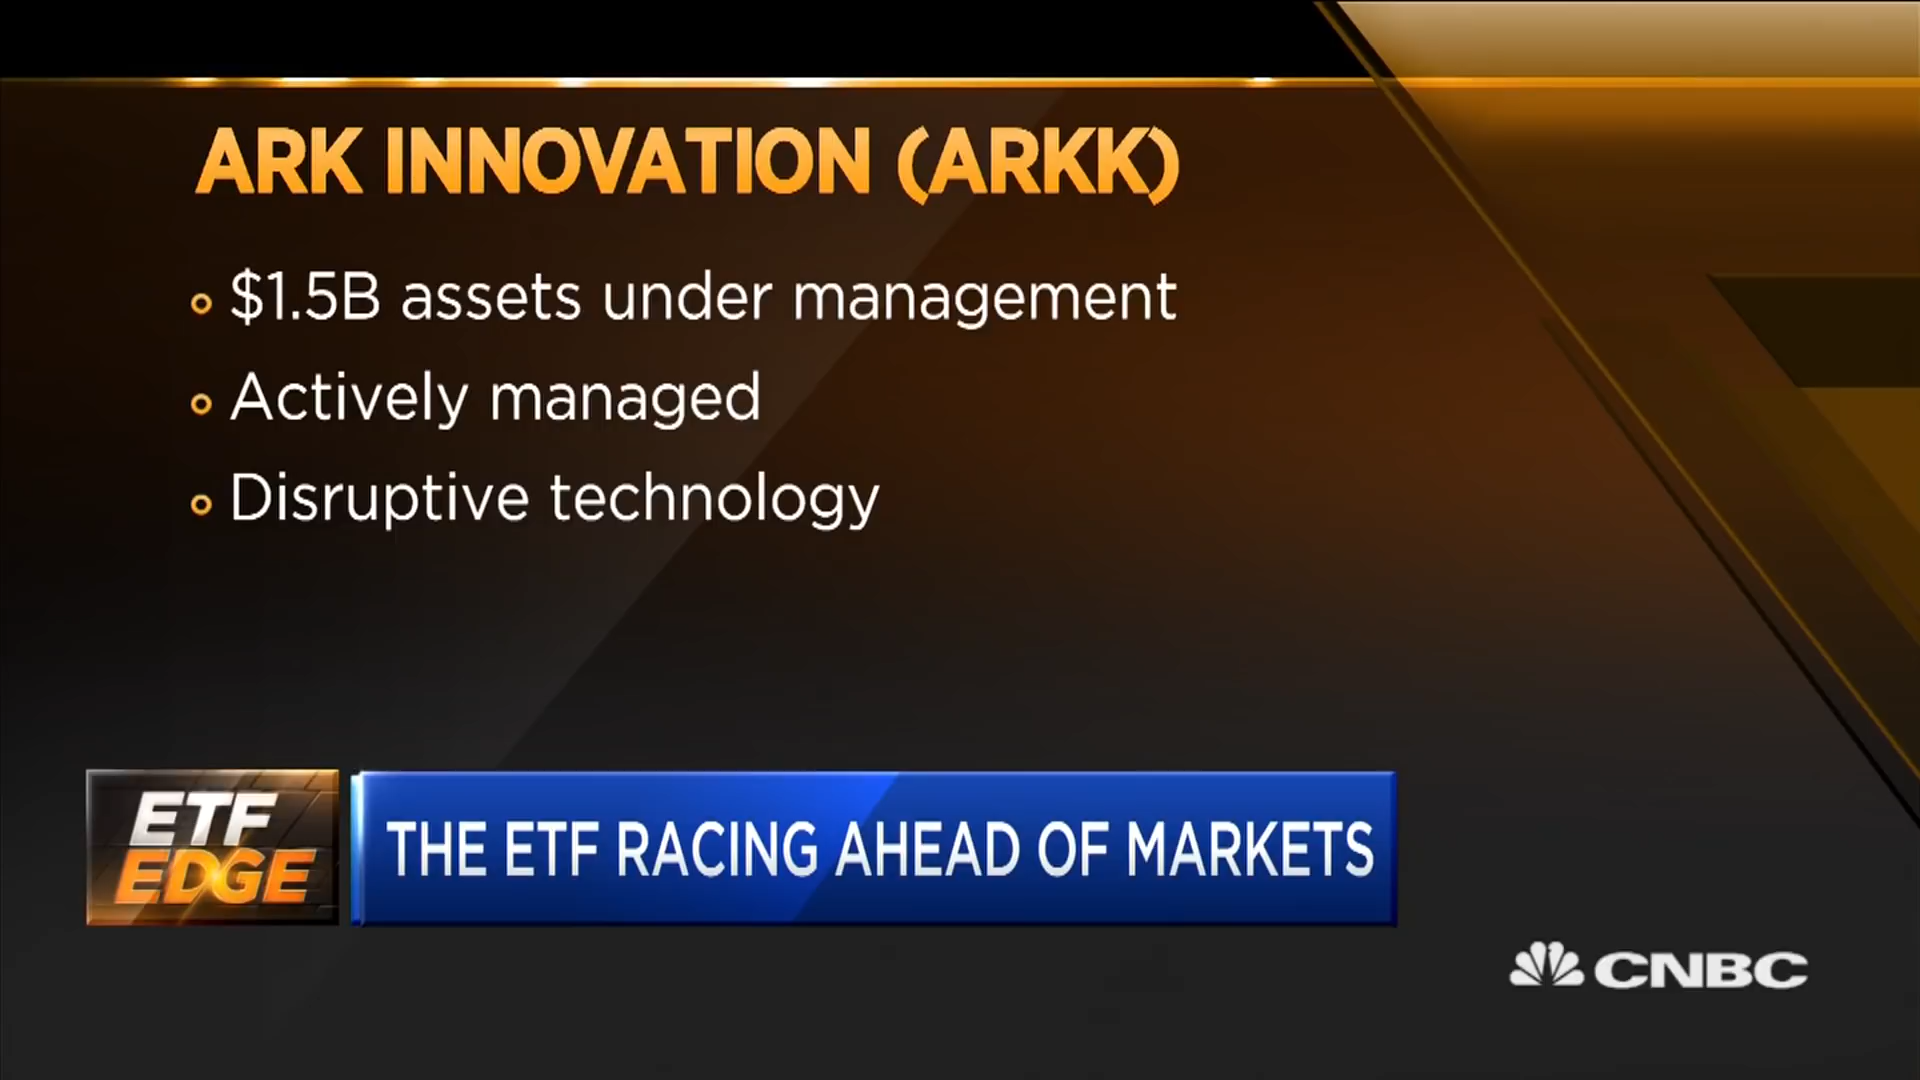 ARK INNOVATION (ARKK)
$1.5B assets under management
Actively managed
Disruptive technology
ETF
EDGE
THE ETF RACING AHEAD OF MARKETS
CNBC